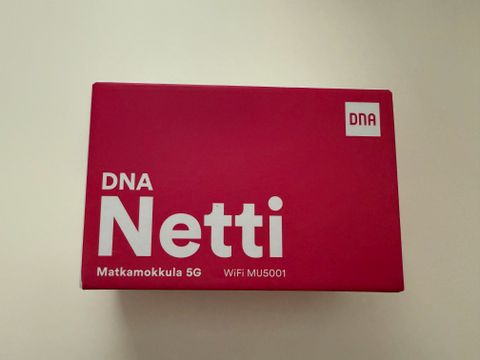 DNA
DNA
Netti
Matkamokkula 5G WiFi MU5001